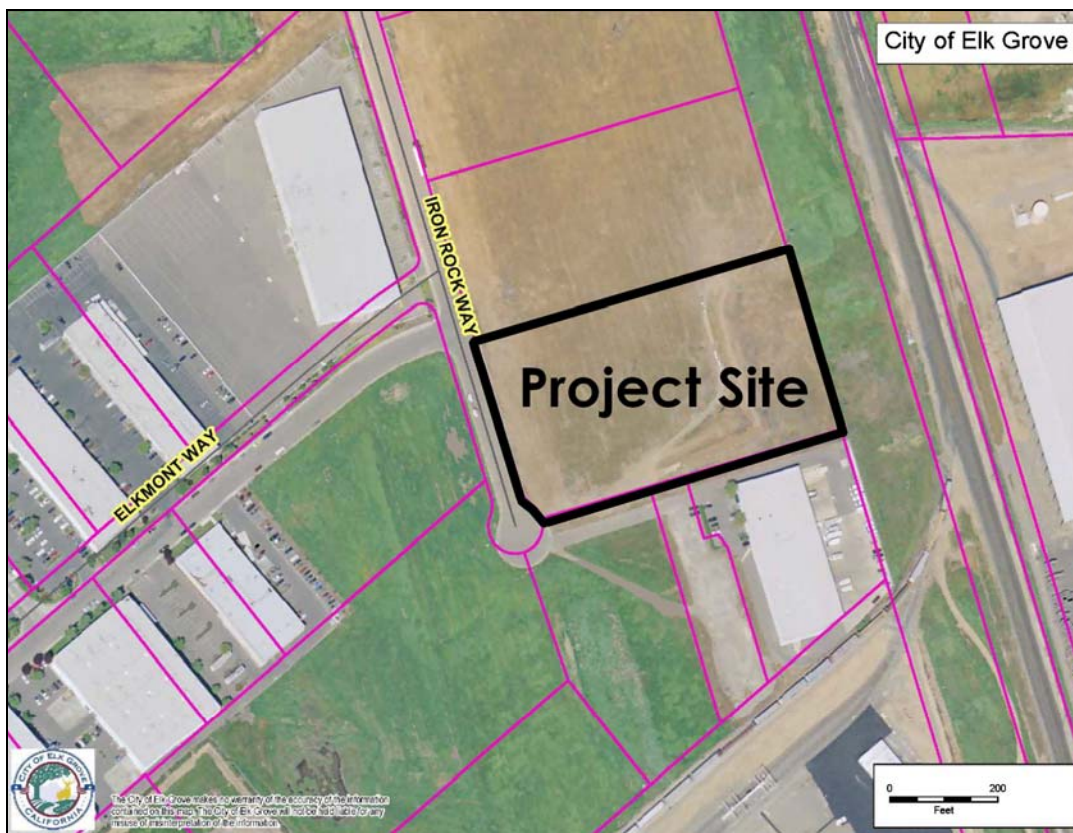 City of Elk Grove
IRON ROCK WAY
Project Site
ELKMONT WAY
CITY OF ELK GROVE
CALIFORNIA
The City of Elk Grove makes no warranty of the accuracy of the information
contained on this map. The City of Elk Grove will not be held liable for any
misuse of misinterpretation of the information.
0 200
Feet